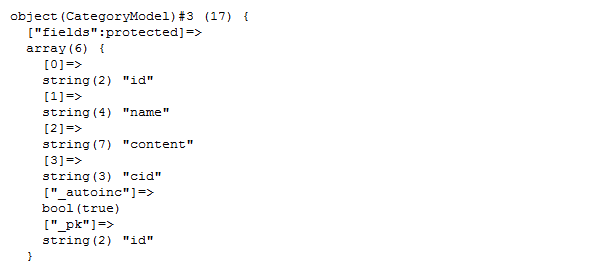 object(CategoryModel)#3 (17) {
["fields":protected]=>
array(6) {
[0]=>
string(2) "id"
[1]=>
string(4) "name"
[2]=>
string(7) "content"
[3]=>
string(3) "cid"
["_autoinc"]=>
bool(true)
["_pk"]=>
string(2) "id"
}